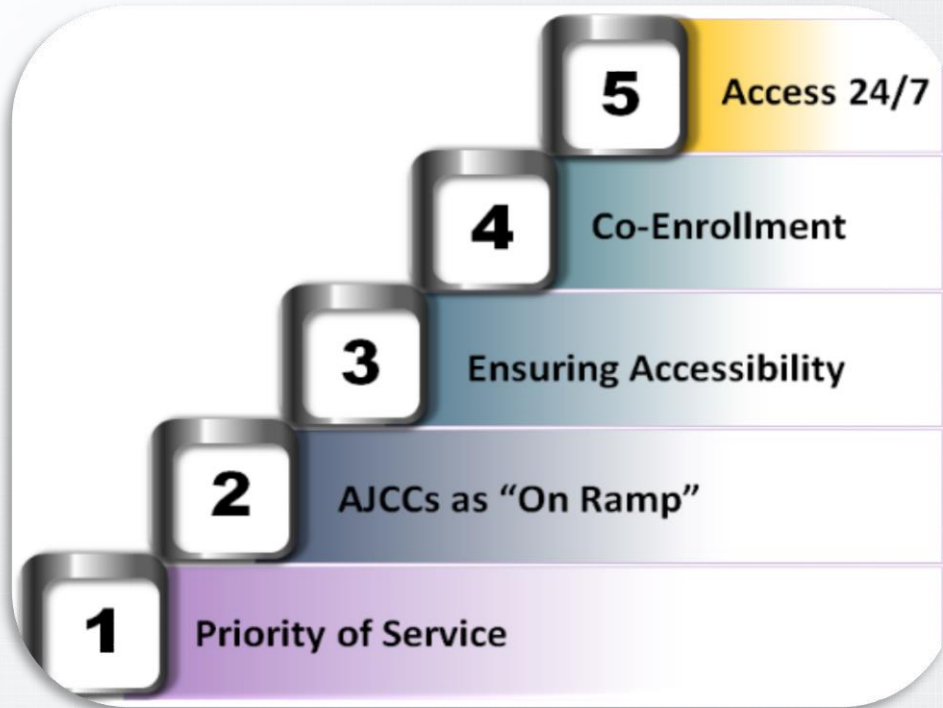 5 Access 24/7
4 Co-Enrollment
3 Ensuring Accessibility
2 AJCCs as “On Ramp”
1 Priority of Service